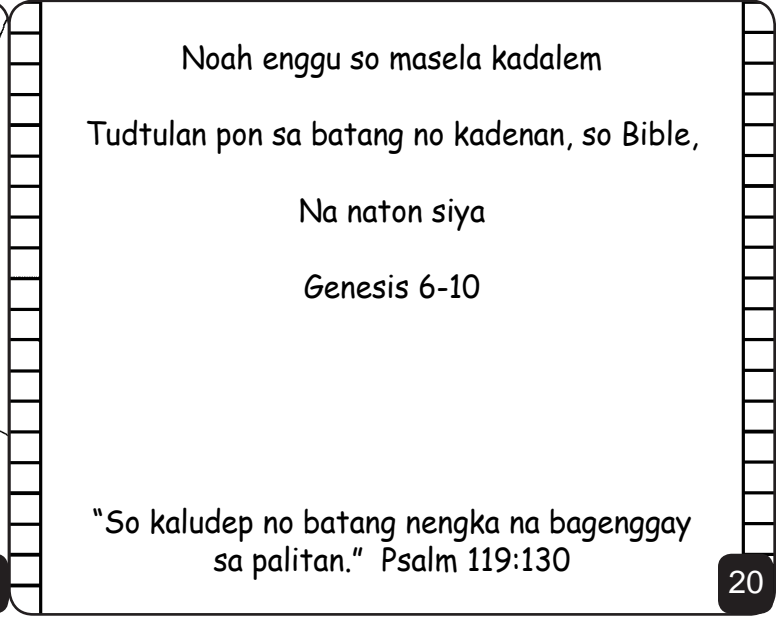 Noah enggu so masela kadalem
Tudtulan pon sa batang no kadenan, so Bible,
Na naton siya
Genesis 6-10
“So kaludep no batang nengka na bagenggay
sa palitan.” Psalm 119:130
20